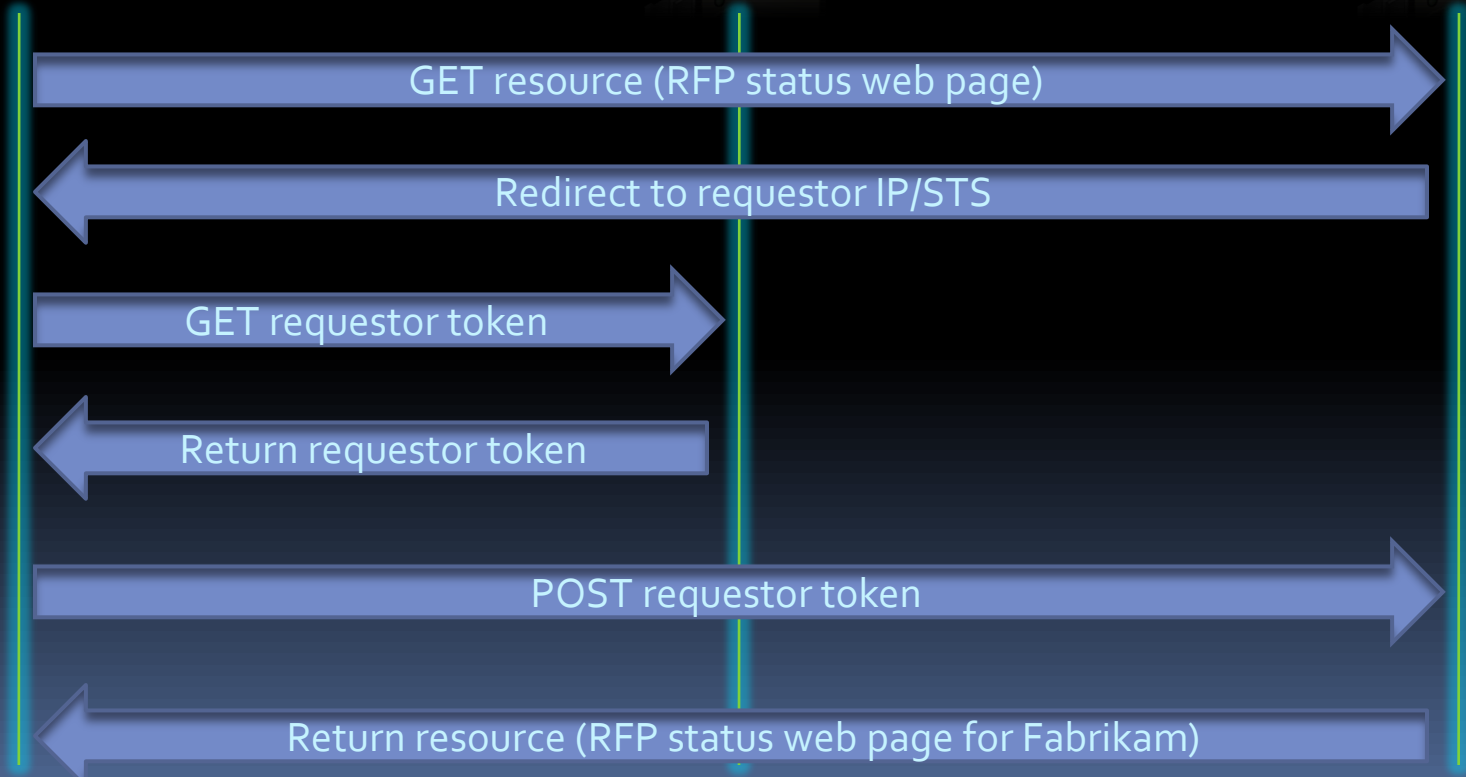 GET resource (RFP status web page)
Redirect to requestor IP/STS
GET requestor token
Return requestor token
POST requestor token
Return resource (RFP status web page for Fabrikam)